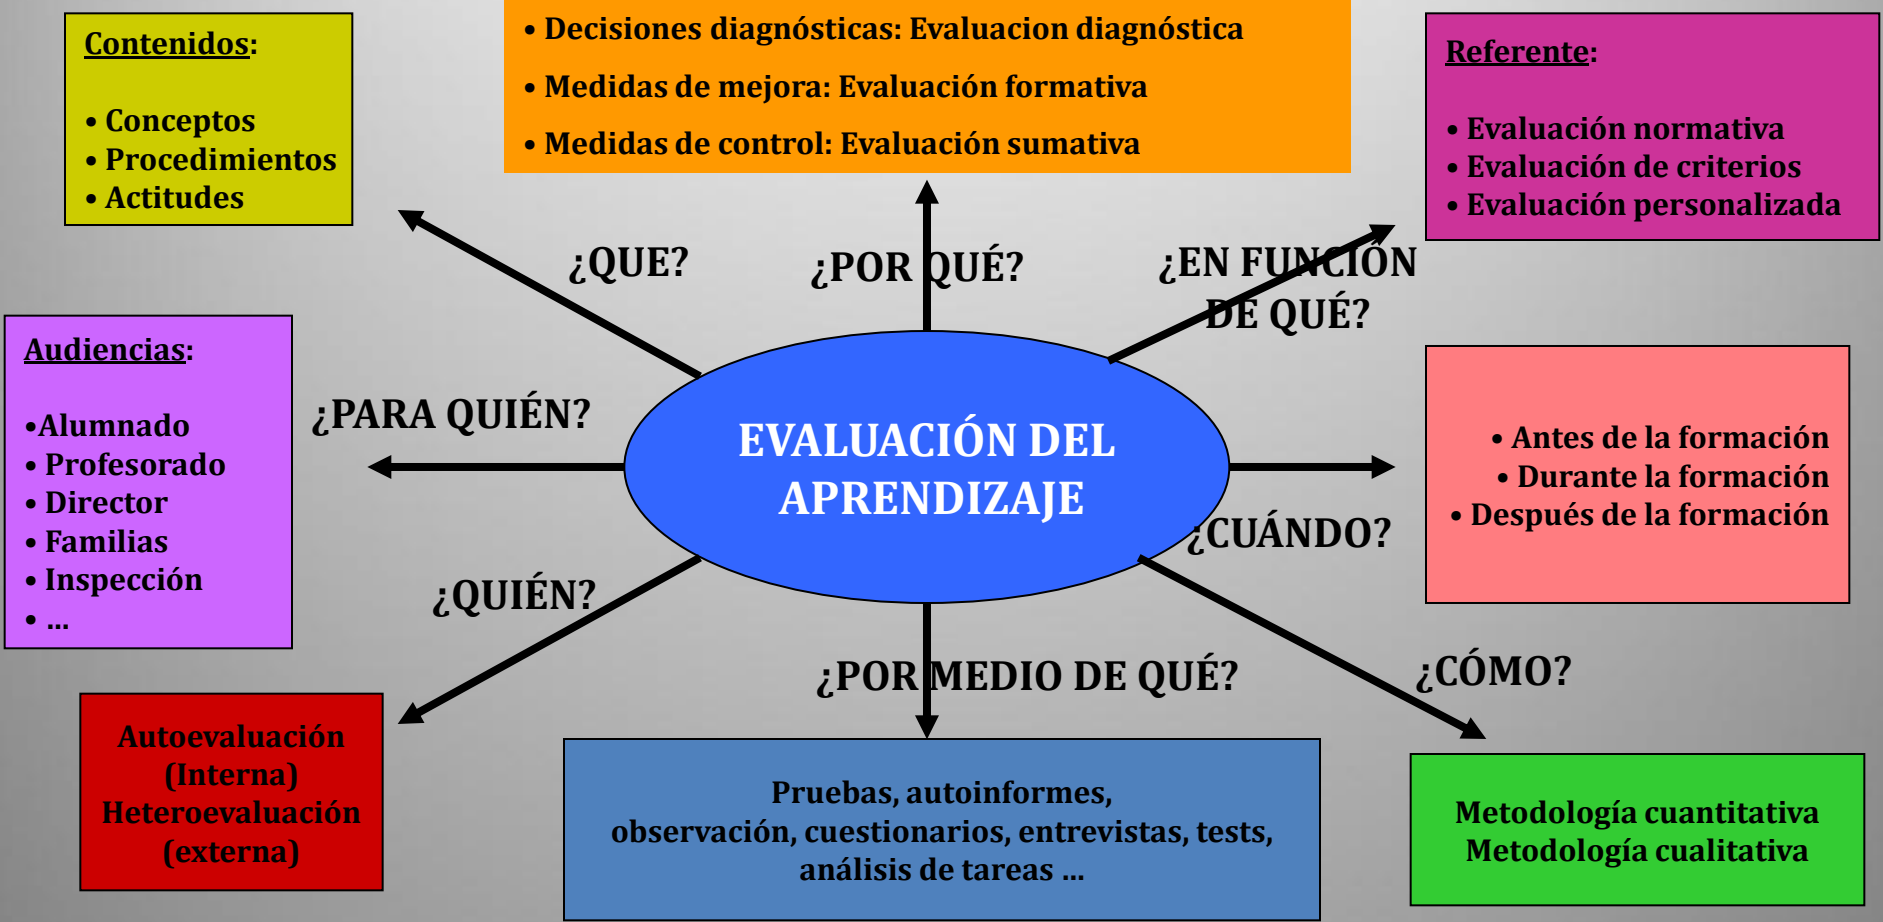 Contenidos:
• Conceptos
• Procedimientos
• Actitudes
• Decisiones diagnósticas: Evaluacion diagnóstica
• Medidas de mejora: Evaluación formativa
• Medidas de control: Evaluación sumativa
Referente:
• Evaluación normativa
• Evaluación de criterios
• Evaluación personalizada
¿QUE?
¿POR QUÉ?
¿EN FUNCIÓN
DE QUÉ?
Audiencias:
•Alumnado
• Profesorado
• Director
• Familias
• Inspección
• ...
¿PARA QUIÉN?
EVALUACIÓN DEL
APRENDIZAJE
• Antes de la formación
• Durante la formación
• Después de la formación
¿CUÁNDO?
¿QUIÉN?
¿POR MEDIO DE QUÉ?
¿CÓMO?
Autoevaluación
(Interna)
Heteroevaluación
(externa)
Pruebas, autoinformes,
observación, cuestionarios, entrevistas, tests,
análisis de tareas ...
Metodología cuantitativa
Metodología cualitativa